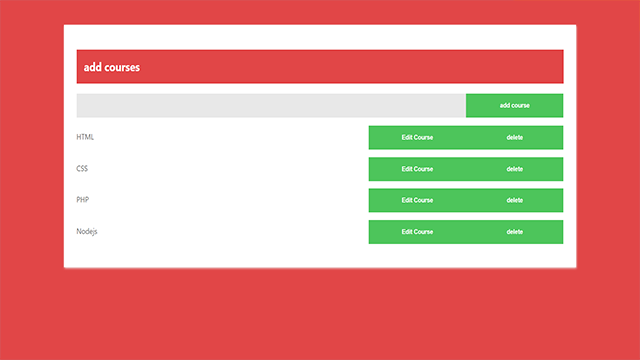 add courses
add course
HTML Edit Course delete
CSS Edit Course delete
PHP Edit Course delete
Nodejs Edit Course delete